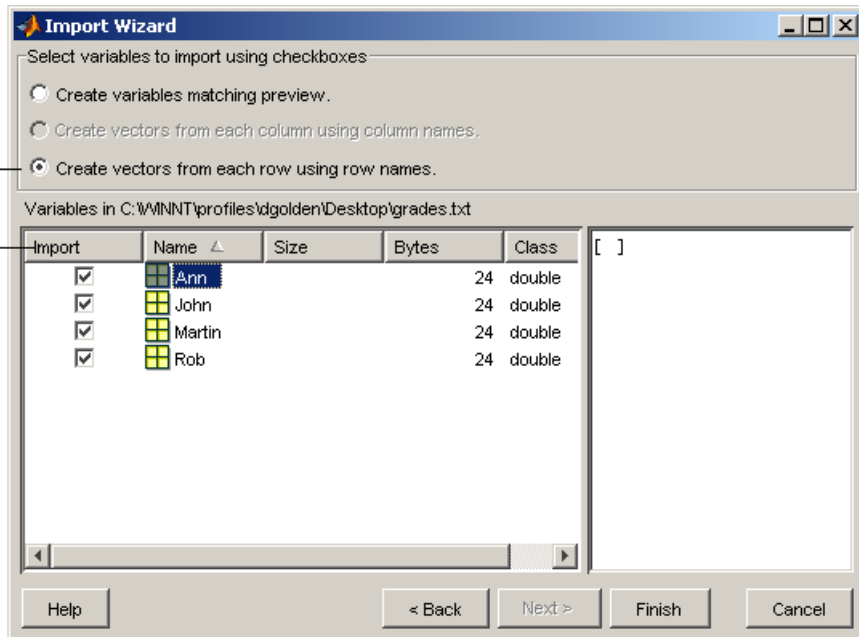 Import Wizard
Select variables to import using checkboxes
Create variables matching preview.
Create vectors from each column using column names.
Create vectors from each row using row names.
Variables in C:\WINNT\profiles\dgolden\Desktop\grades.txt
Import Name Size Bytes Class
Ann 24 double
John 24 double
Martin 24 double
Rob 24 double
[ ]
Help < Back Next > Finish Cancel